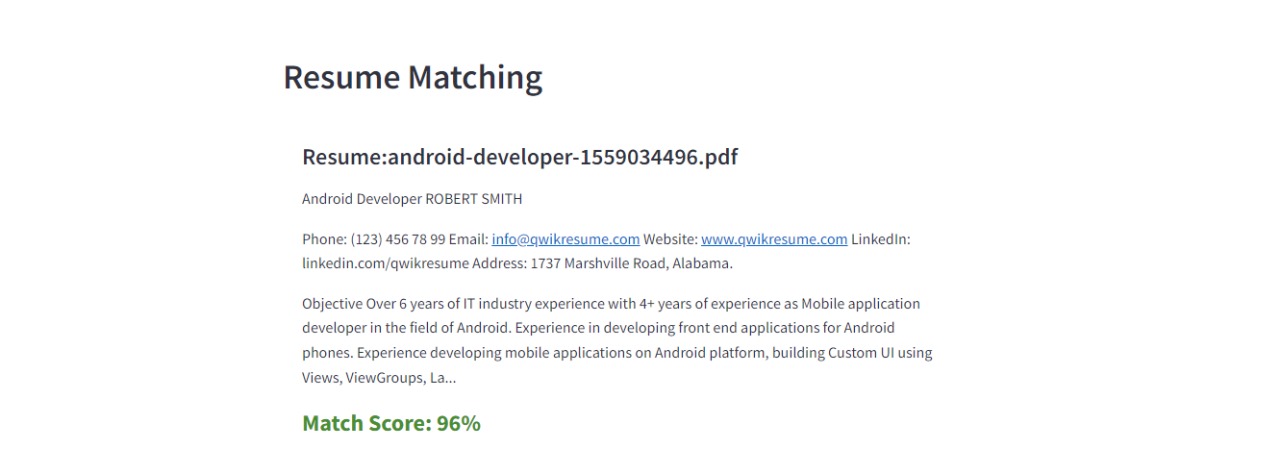 Resume Matching
Resume:android-developer-1559034496.pdf
Android Developer ROBERT SMITH
Phone: (123) 456 78 99 Email: info@qwikresume.com Website: www.qwikresume.com LinkedIn:
linkedin.com/qwikresume Address: 1737 Marshville Road, Alabama.
Objective Over 6 years of IT industry experience with 4+ years of experience as Mobile application
developer in the field of Android. Experience in developing front end applications for Android
phones. Experience developing mobile applications on Android platform, building Custom UI using
Views, ViewGroups, La...
Match Score: 96%